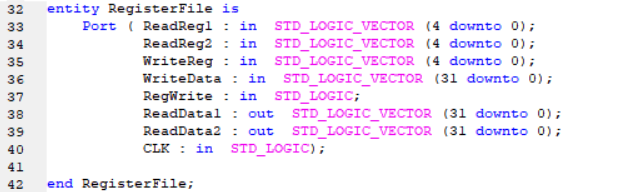 32 entity RegisterFile is
33 Port ( ReadReg1 : in STD_LOGIC_VECTOR (4 downto 0);
34 ReadReg2 : in STD_LOGIC_VECTOR (4 downto 0);
35 WriteReg : in STD_LOGIC_VECTOR (4 downto 0);
36 WriteData : in STD_LOGIC_VECTOR (31 downto 0);
37 RegWrite : in STD_LOGIC;
38 ReadData1 : out STD_LOGIC_VECTOR (31 downto 0);
39 ReadData2 : out STD_LOGIC_VECTOR (31 downto 0);
40 CLK : in STD_LOGIC);
41
42 end RegisterFile;